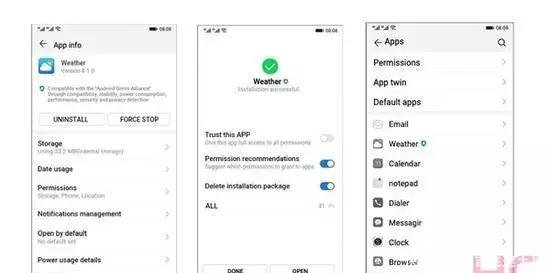 08:08
App info
Weather
Version 8.1.0
Compatible with the "Android Green Alliance"
through compatibility, stability, power consumption,
performance, security and privacy detection
UNINSTALL
FORCE STOP
Storage
Using 33.2 MB(Internal storage)
Date usage
Permissions
Storage, Phone, Location
Notifications management
Open by default
No default set
Power usage details
08:08
Weather
Installation successful
Trust this APP
Give this app full access to all permissions
Permission recommendations
Suggest which permissions to grant to apps
Delete installation package
ALL
21
DONE
OPEN
08:08
Apps
Permissions
App twin
Default apps
Email
Weather
Calendar
notepad
Dialer
Messagir
Clock